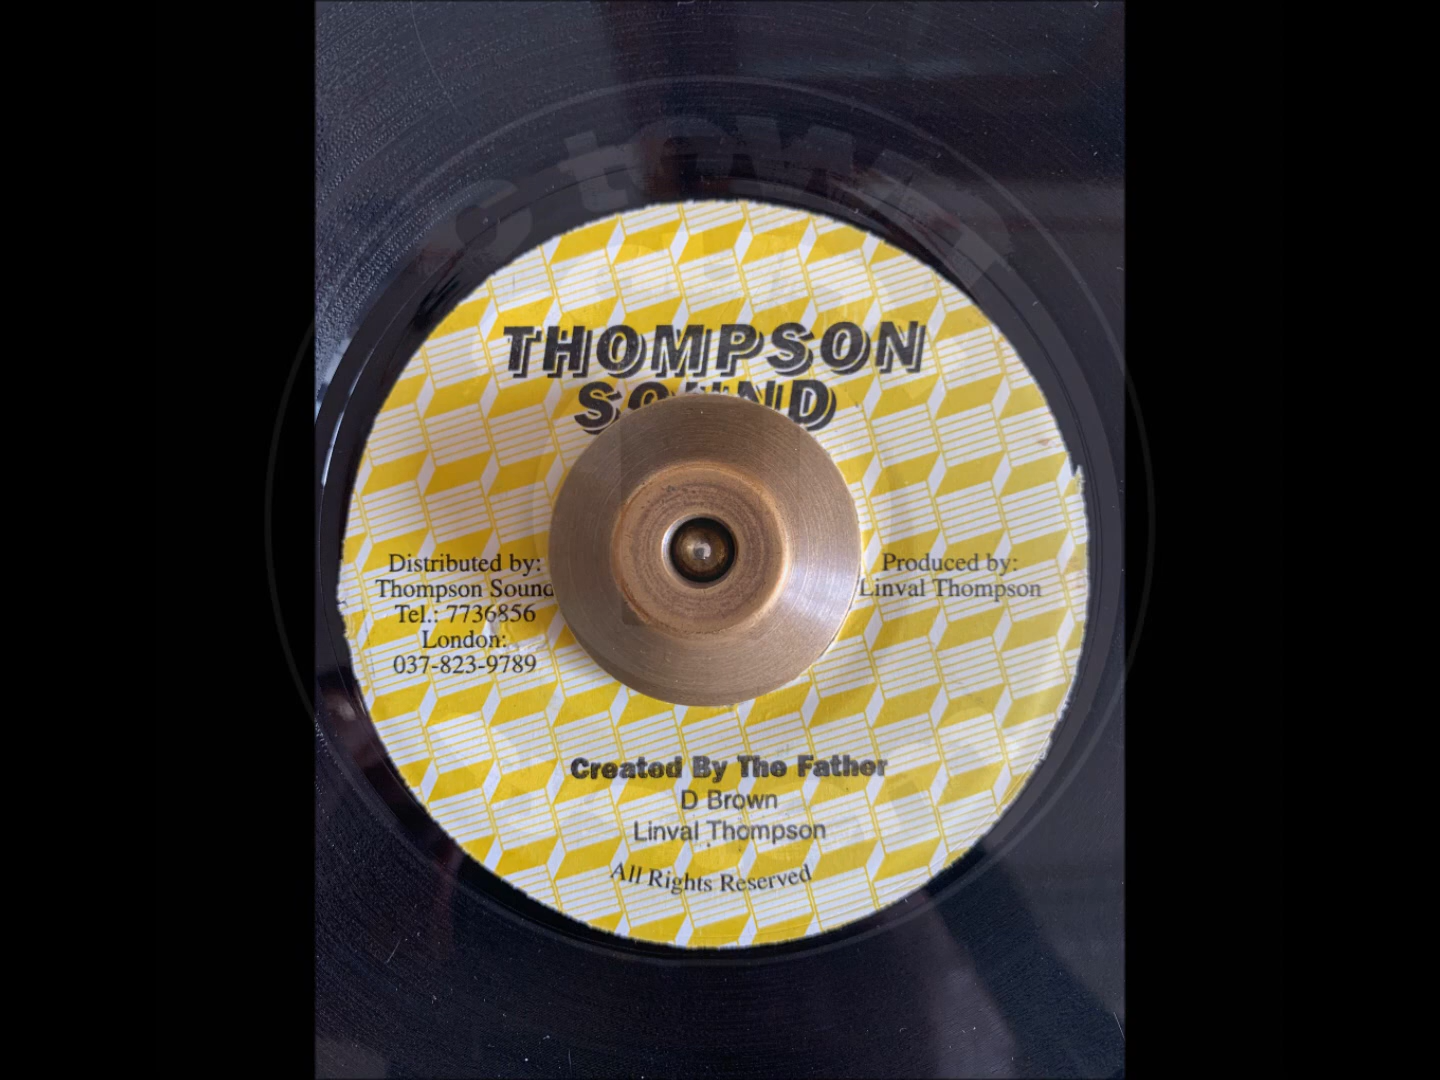 THOMPSON
SOUND
Distributed by:
Thompson Sound
Tel.: 7736856
London:
037-823-9789
Produced by:
Linval Thompson
Created By The Father
D Brown
Linval Thompson
All Rights Reserved